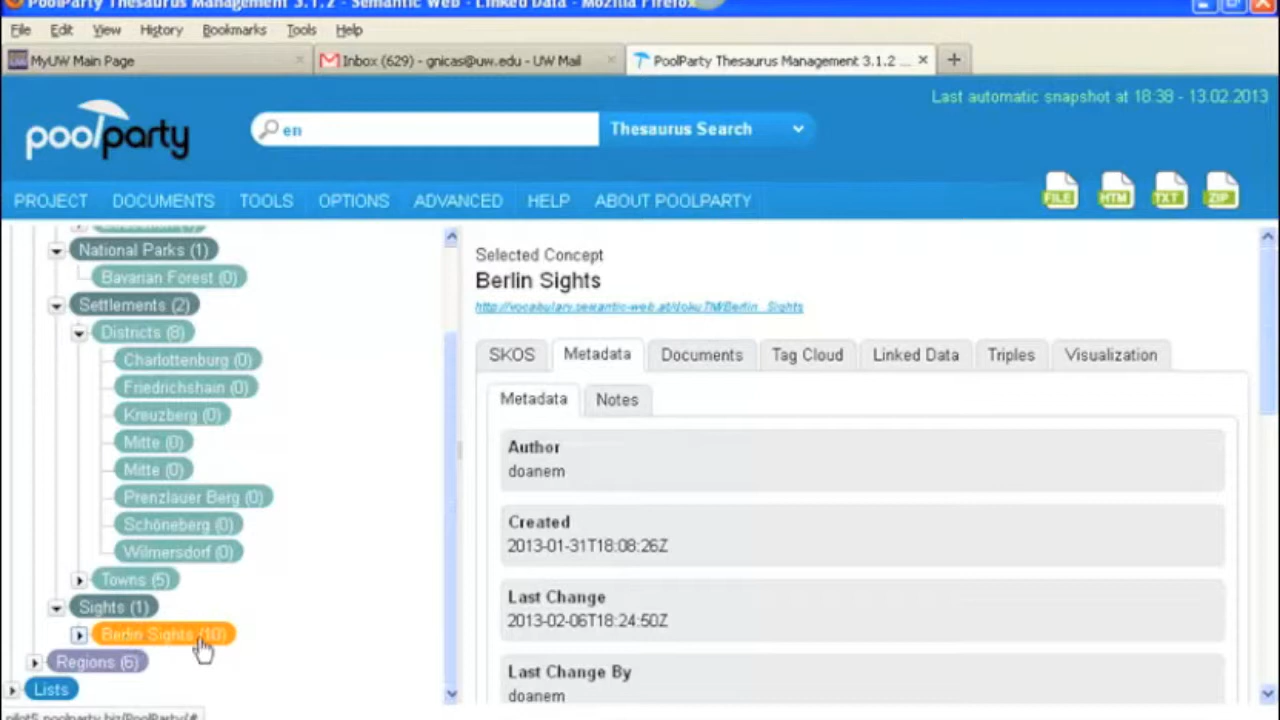 PoolParty Thesaurus Management 3.1.2 - Semantic Web - Linked Data - Mozilla Firefox
File Edit View History Bookmarks Tools Help
MyUW Main Page
Inbox (629) - gnicas@uw.edu - UW Mail
PoolParty Thesaurus Management 3.1.2 ...
Last automatic snapshot at 18:38 - 13.02.2013
poolparty
en
Thesaurus Search
FILE HTM TXT ZIP
PROJECT DOCUMENTS TOOLS OPTIONS ADVANCED HELP ABOUT POOLPARTY
National Parks (1)
Bavarian Forest (0)
Settlements (2)
Districts (8)
Charlottenburg (0)
Friedrichshain (0)
Kreuzberg (0)
Mitte (0)
Mitte (0)
Prenzlauer Berg (0)
Schöneberg (0)
Wilmersdorf (0)
Towns (5)
Sights (1)
Berlin Sights (10)
Regions (6)
Lists
Selected Concept
Berlin Sights
SKOS Metadata Documents Tag Cloud Linked Data Triples Visualization
Metadata Notes
Author
doanem
Created
2013-01-31T18:08:26Z
Last Change
2013-02-06T18:24:50Z
Last Change By
doanem